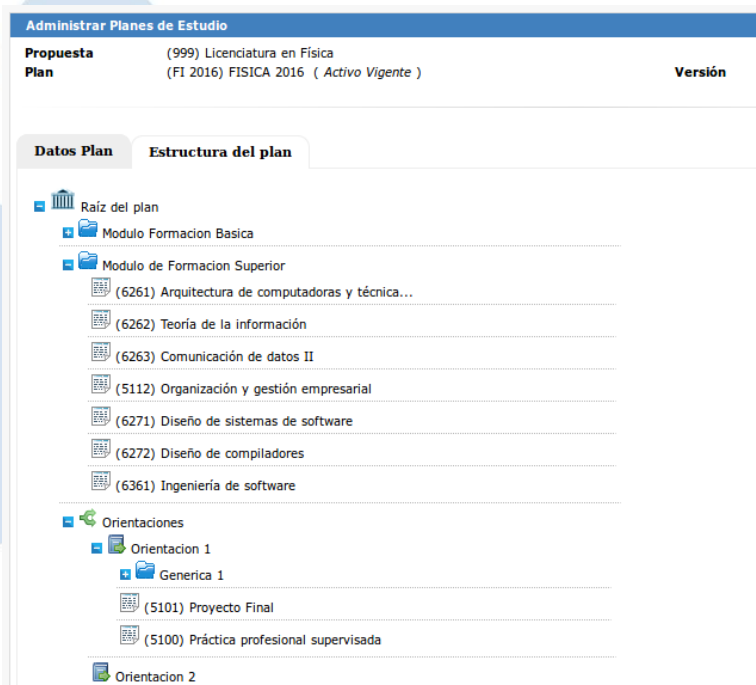 Administrar Planes de Estudio
Propuesta (999) Licenciatura en Física
Plan (FI 2016) FISICA 2016 ( Activo Vigente ) Versión
Datos Plan Estructura del plan
Raíz del plan
Modulo Formacion Basica
Modulo de Formacion Superior
(6261) Arquitectura de computadoras y técnica...
(6262) Teoría de la información
(6263) Comunicación de datos II
(5112) Organización y gestión empresarial
(6271) Diseño de sistemas de software
(6272) Diseño de compiladores
(6361) Ingeniería de software
Orientaciones
Orientacion 1
Generica 1
(5101) Proyecto Final
(5100) Práctica profesional supervisada
Orientacion 2